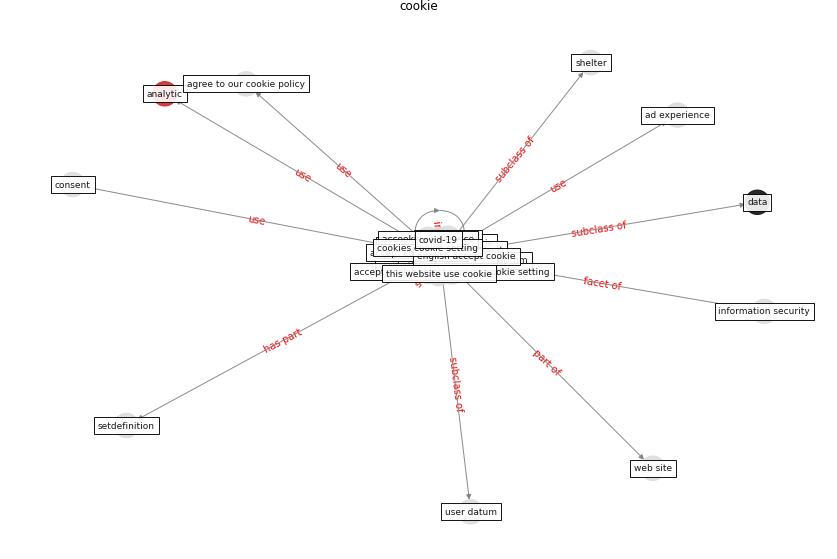 cookie
shelter
agree to our cookie policy
analytic
ad experience
subclass of
use
use
use
consent
data
use
subclass of
covid-19
cookies cookie setting
english accept cookie
this website use cookie
okie setting
facet of
information security
has part
part of
subclass of
setdefinition
web site
user datum